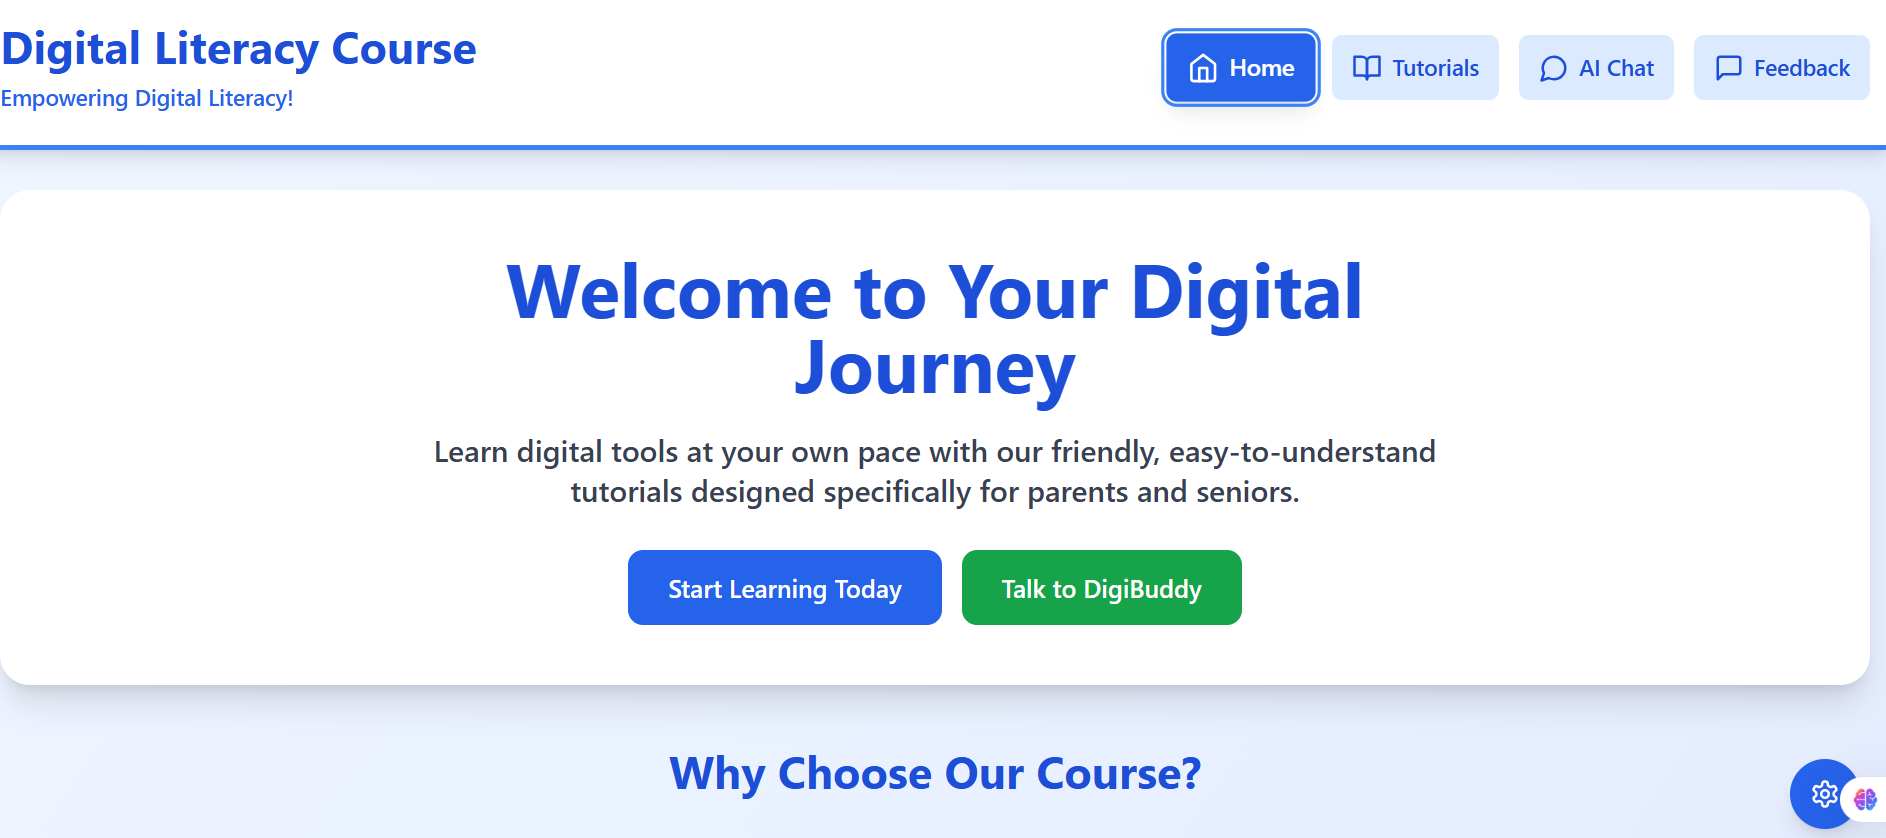 Digital Literacy Course
Empowering Digital Literacy!
Home
Tutorials
AI Chat
Feedback
Welcome to Your Digital
Journey
Learn digital tools at your own pace with our friendly, easy-to-understand
tutorials designed specifically for parents and seniors.
Start Learning Today
Talk to DigiBuddy
Why Choose Our Course?